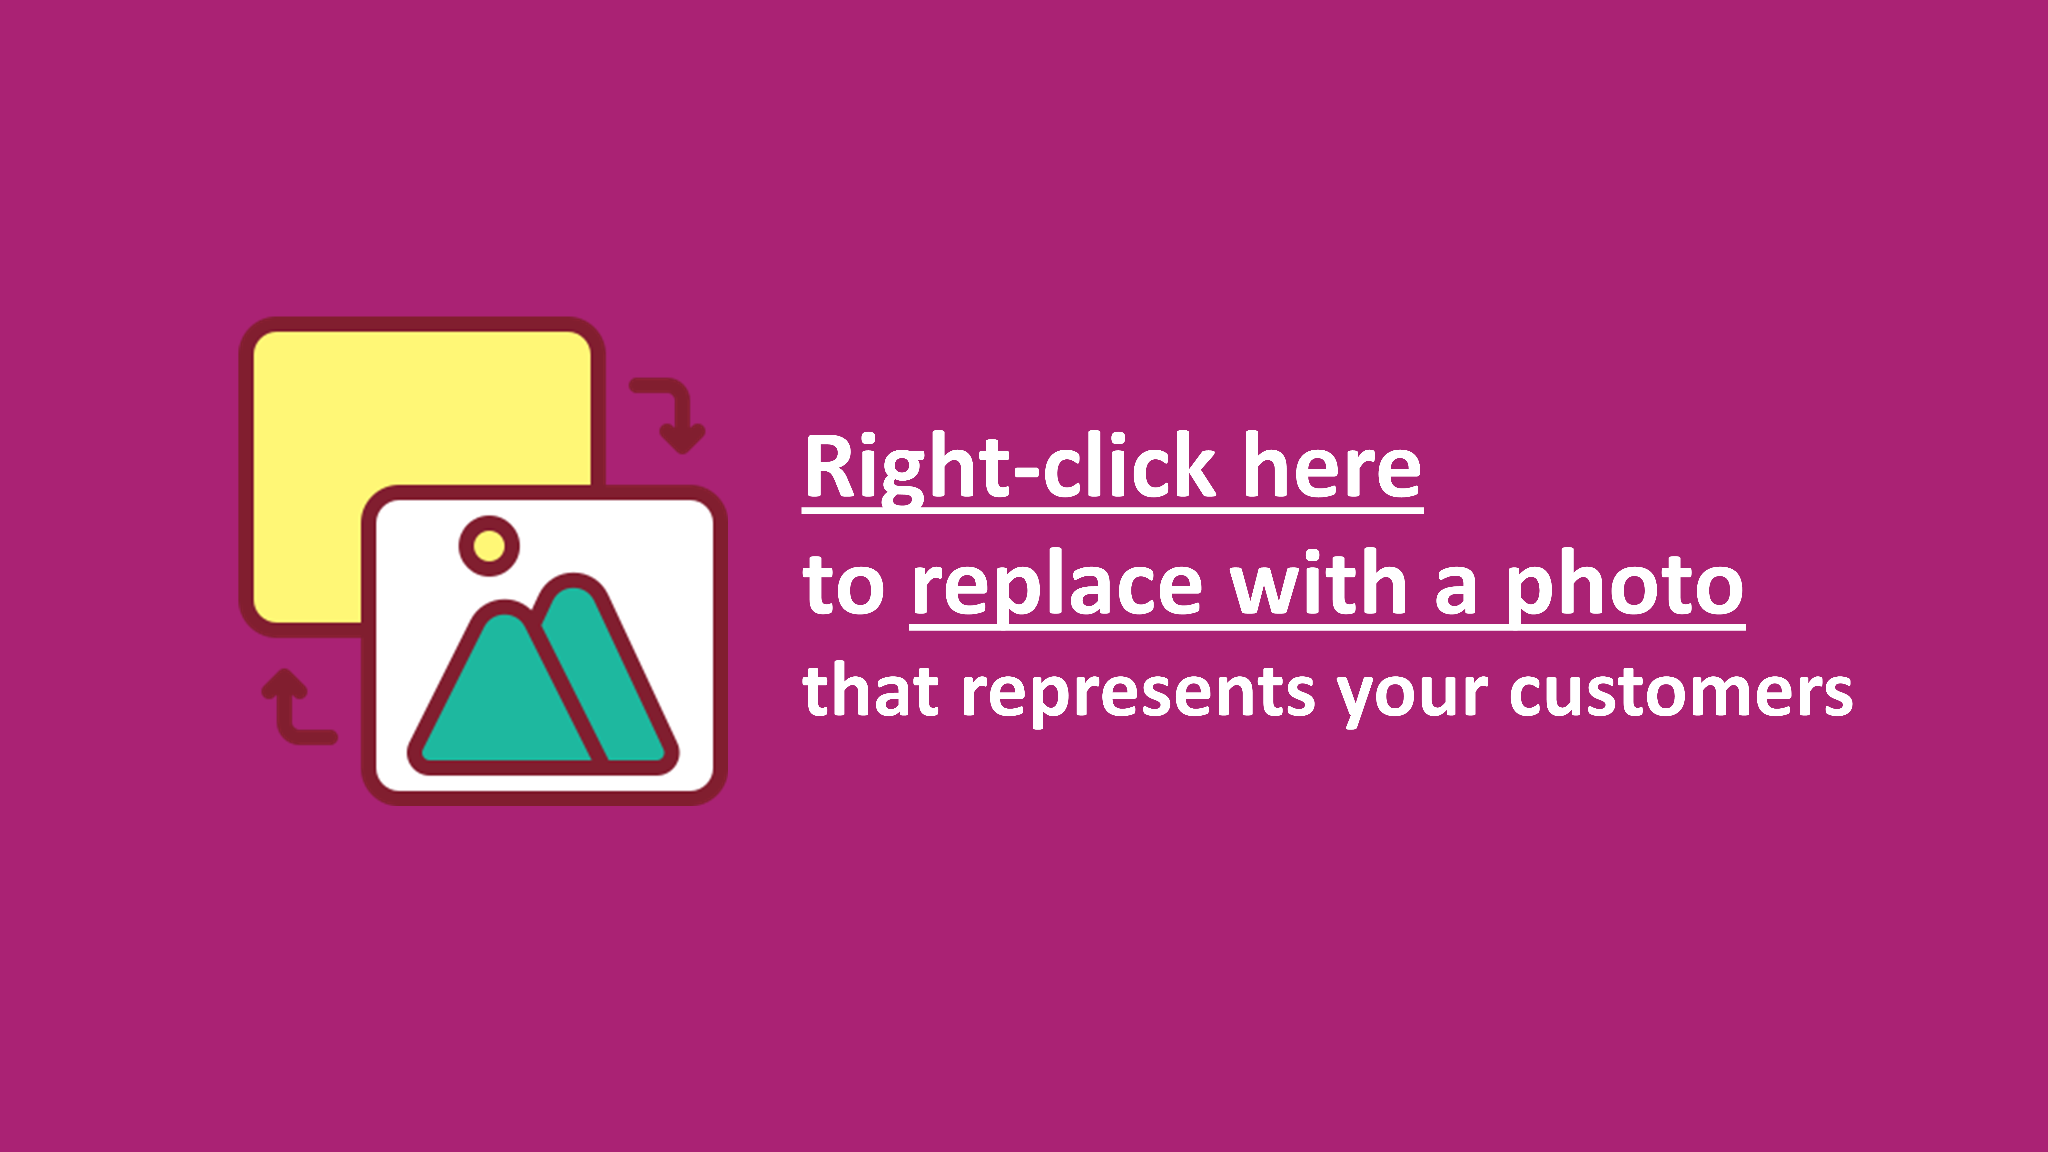 Right-click here
to replace with a photo
that represents your customers